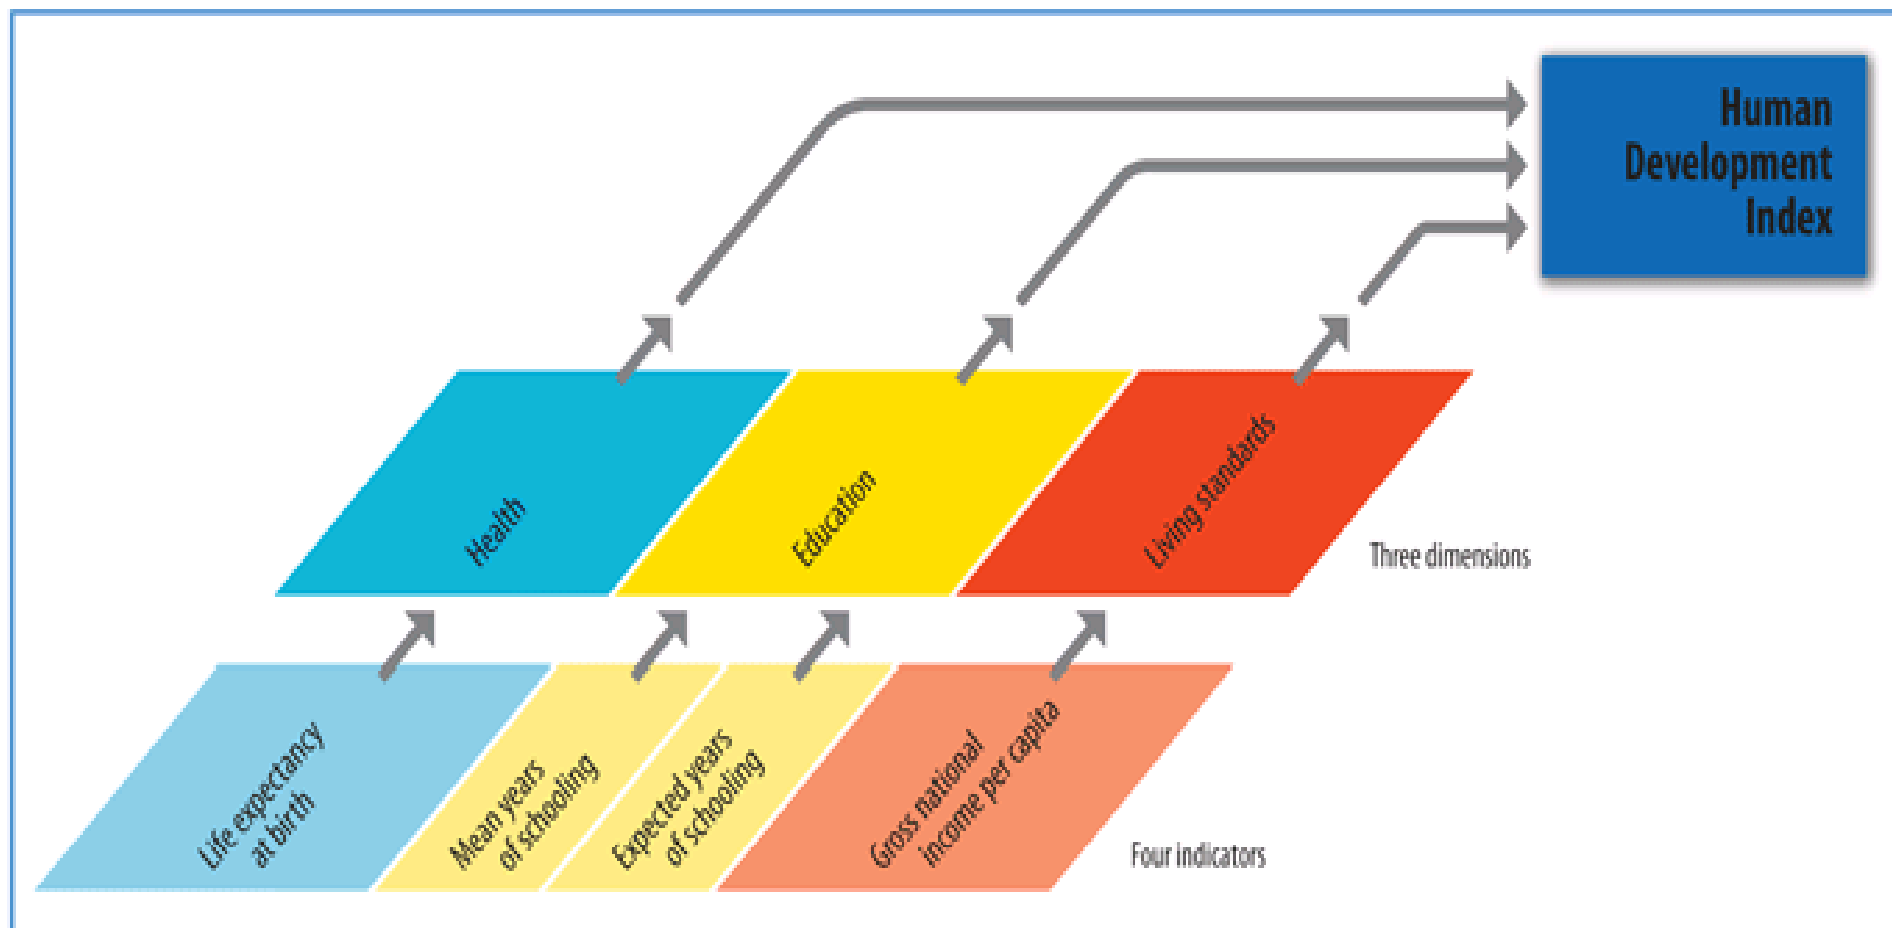 Human
Development
Index
Health
Education
Living standards
Three dimensions
Life expectancy
at birth
Mean years
of schooling
Expected years
of schooling
Gross national
income per capita
Four indicators